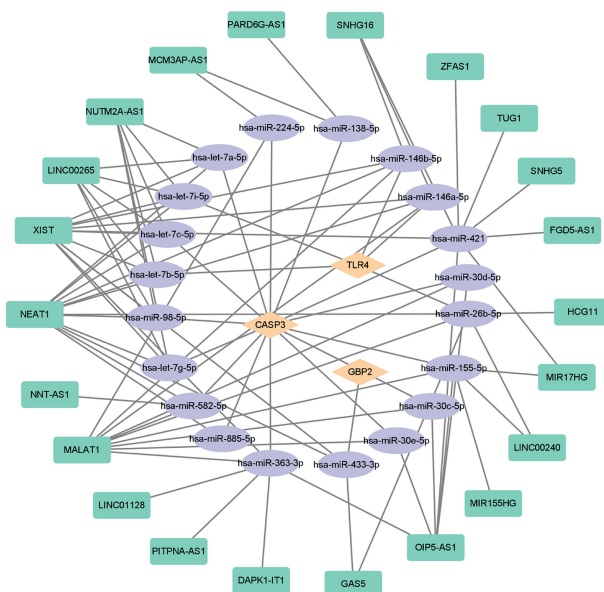 PARD6G-AS1
SNHG16
MCM3AP-AS1
ZFAS1
NUTM2A-AS1
hsa-miR-224-5p
hsa-miR-138-5p
TUG1
hsa-let-7a-5p
hsa-miR-146b-5p
LINC00265
SNHG5
hsa-let-7i-5p
hsa-miR-146a-5p
XIST
hsa-let-7c-5p
hsa-miR-421
FGD5-AS1
TLR4
hsa-let-7b-5p
hsa-miR-30d-5p
NEAT1
hsa-miR-98-5p
CASP3
hsa-miR-26b-5p
HCG11
hsa-let-7g-5p
GBP2
hsa-miR-155-5p
MIR17HG
NNT-AS1
hsa-miR-582-5p
hsa-miR-30c-5p
MALAT1
hsa-miR-885-5p
hsa-miR-30e-5p
LINC00240
hsa-miR-363-3p
hsa-miR-433-3p
LINC01128
MIR155HG
PITPNA-AS1
OIP5-AS1
DAPK1-IT1
GAS5